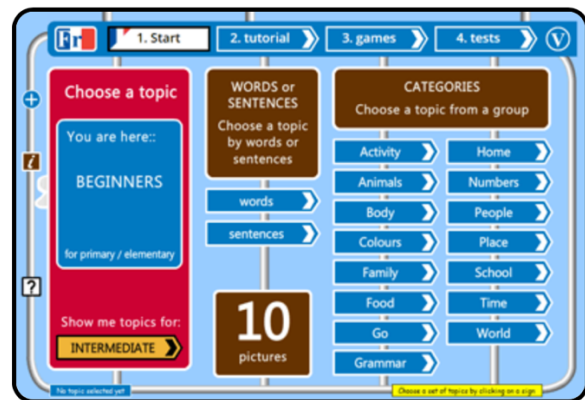 Fr
1. Start
2. tutorial
3. games
4. tests
V
Choose a topic
You are here::
BEGINNERS
for primary / elementary
Show me topics for:
INTERMEDIATE
WORDS or
SENTENCES
Choose a topic
by words or
sentences
words
sentences
10
pictures
CATEGORIES
Choose a topic from a group
Activity
Home
Animals
Numbers
Body
People
Colours
Place
Family
School
Food
Time
Go
World
Grammar
i
?
No topic selected yet
Choose a set of topics by clicking on a sign